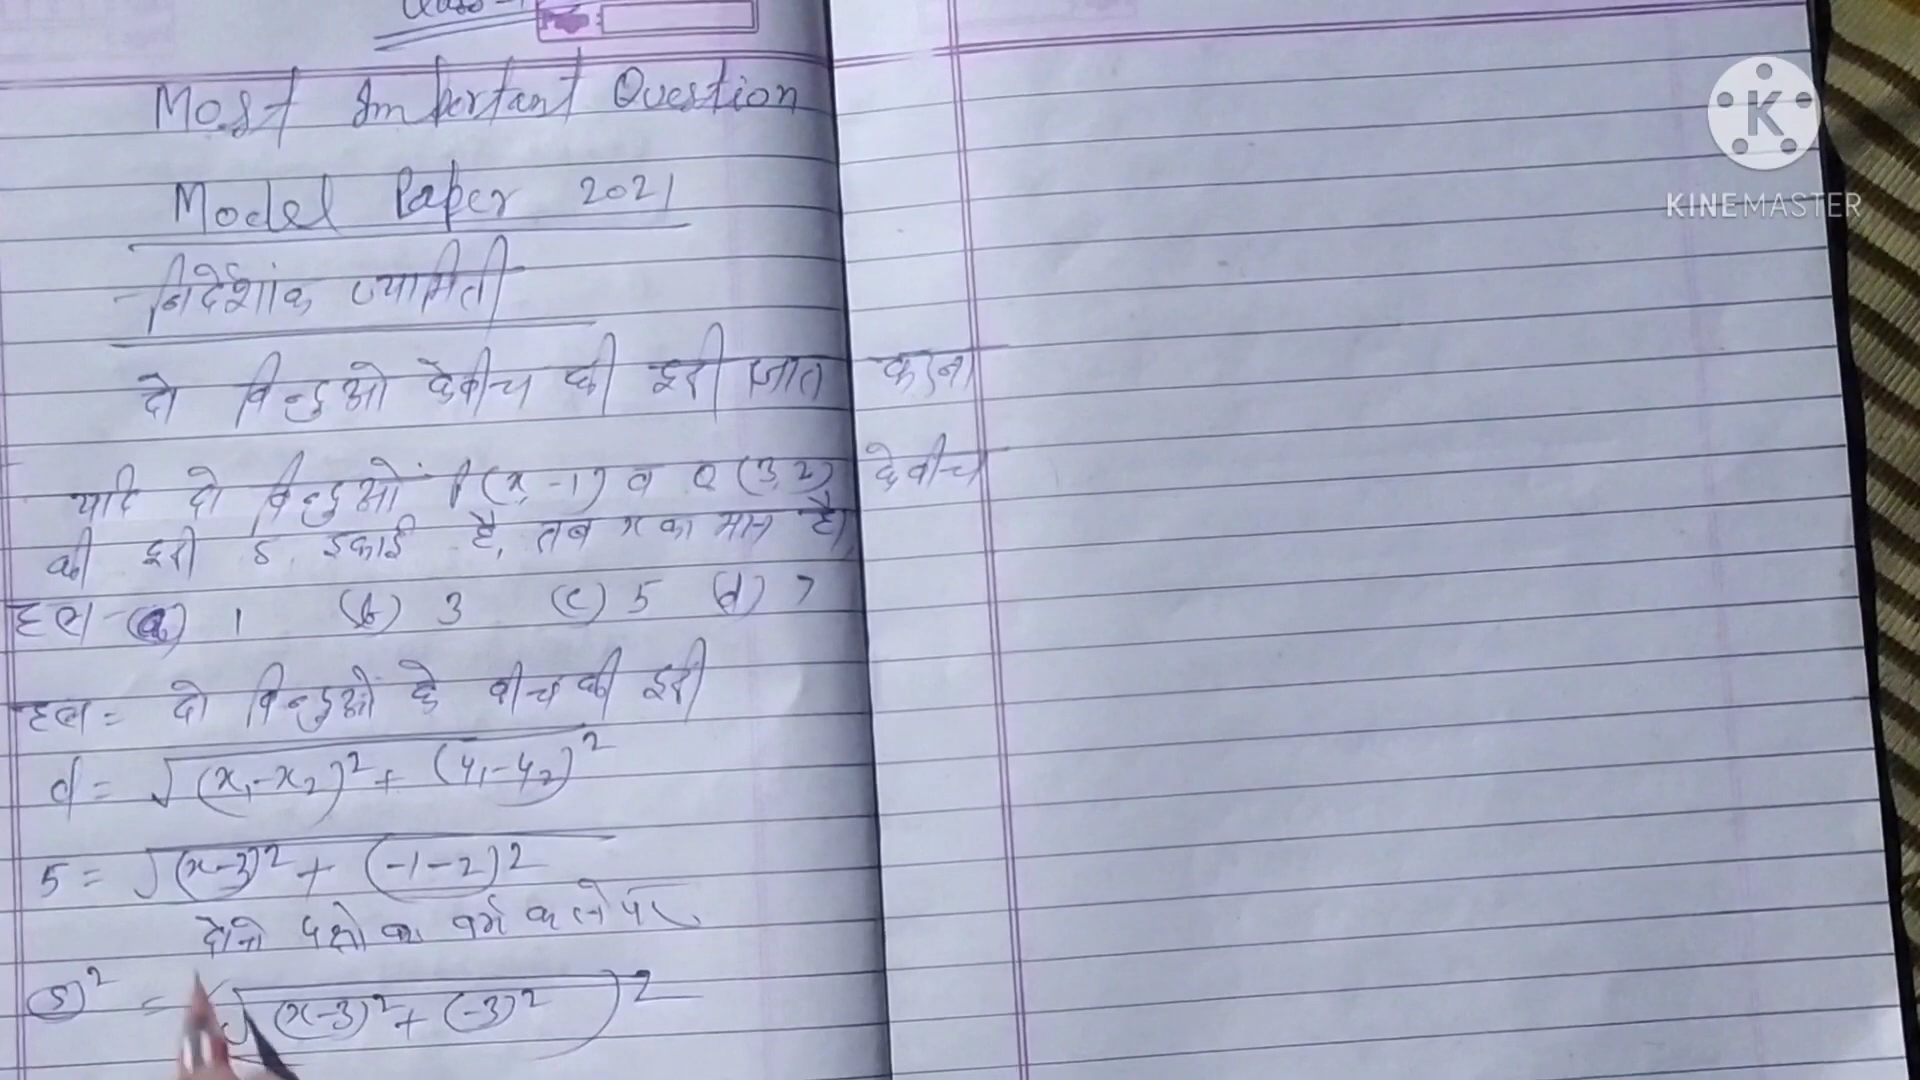 Class-
Most Important Question
Model Paper 2021
निर्देशांक ज्यामिती
दो विन्दुओ के बीच की दूरी ज्ञात करना
यदि दो विन्दुओं P(x, -1) व Q (3, 2) के बीच
की दूरी 5 इकाई है, तब x का मान है।
हल (a) 1 (b) 3 (c) 5 (d) 7
हल = दो विन्दुओं के बीच की दूरी
d = √(x₁-x₂)² + (y₁-y₂)²
5 = √(x-3)² + (-1-2)2
दोनो पक्षो का वर्ग करने पर
(5)² = (√(x-3)² + (-3)²)2
K
KINEMASTER